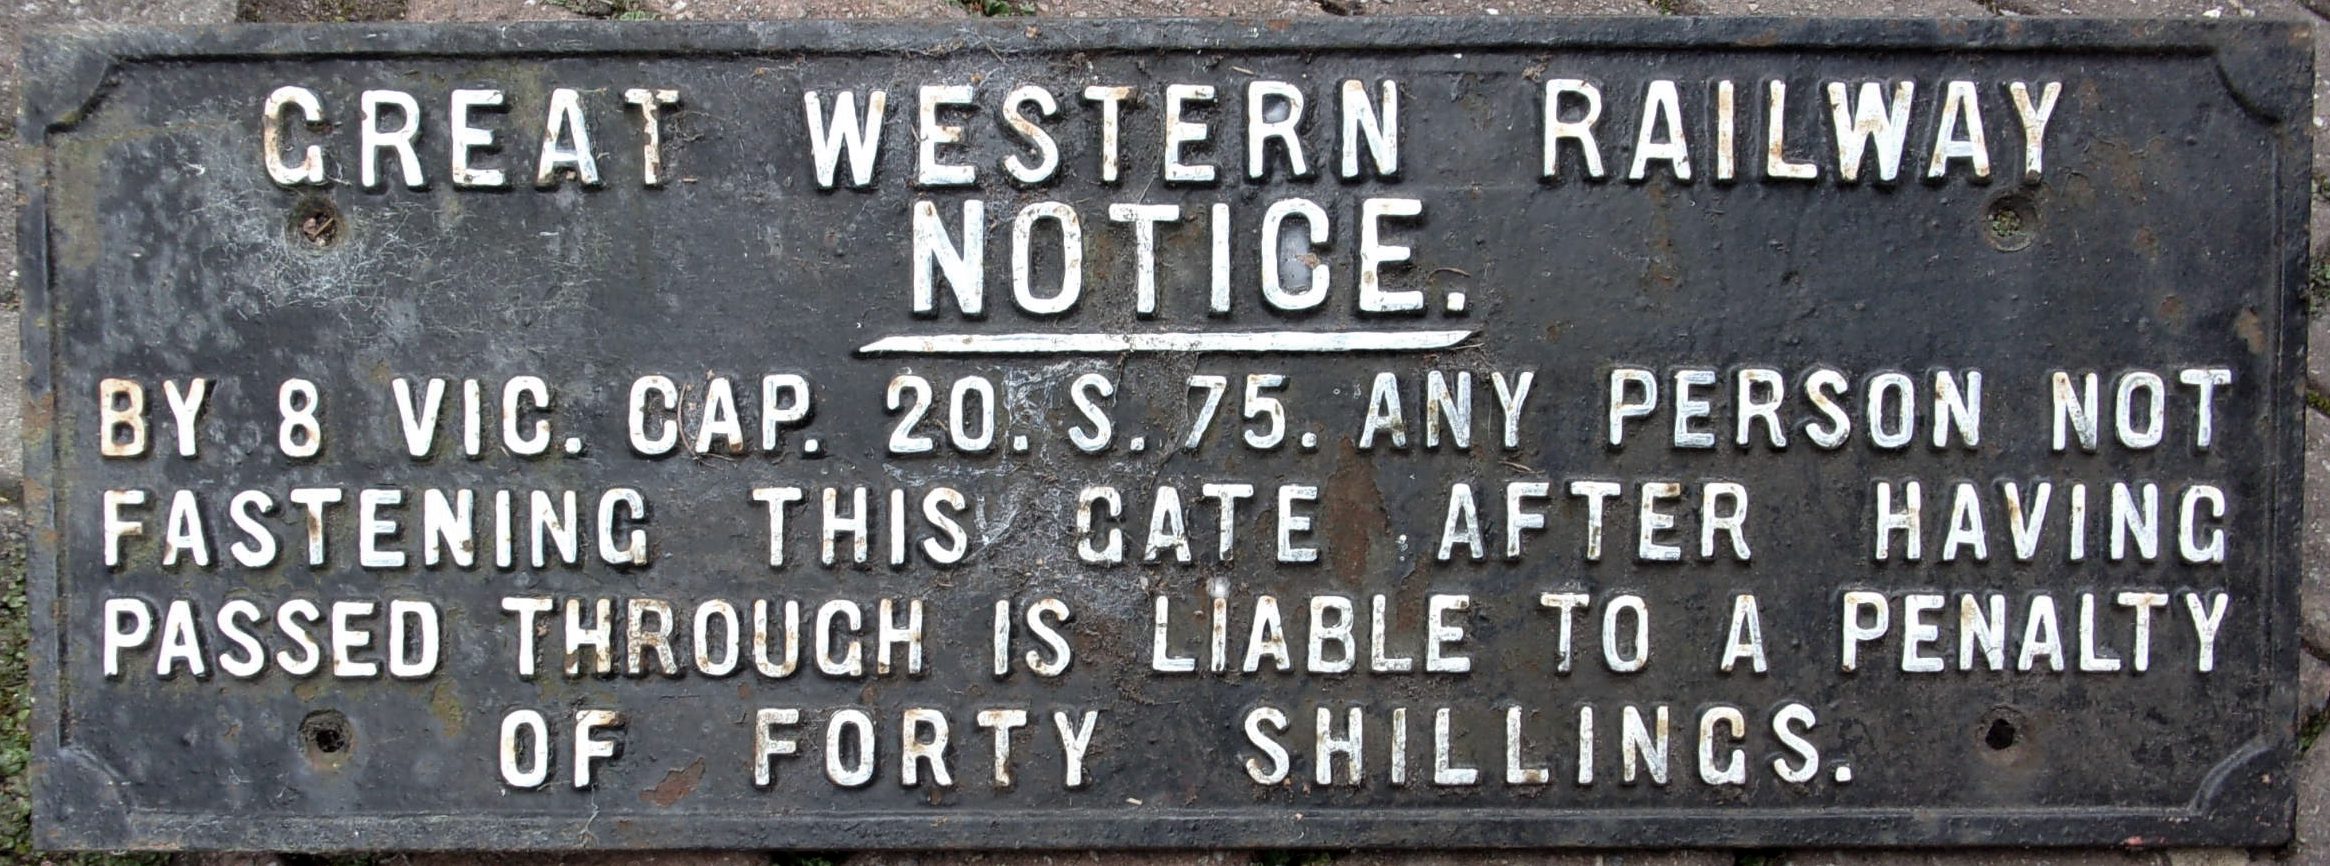 GREAT WESTERN RAILWAY
NOTICE.
BY 8 VIC. CAP. 20. S. 75. ANY PERSON NOT
FASTENING THIS GATE AFTER HAVING
PASSED THROUGH IS LIABLE TO A PENALTY
OF FORTY SHILLINGS.